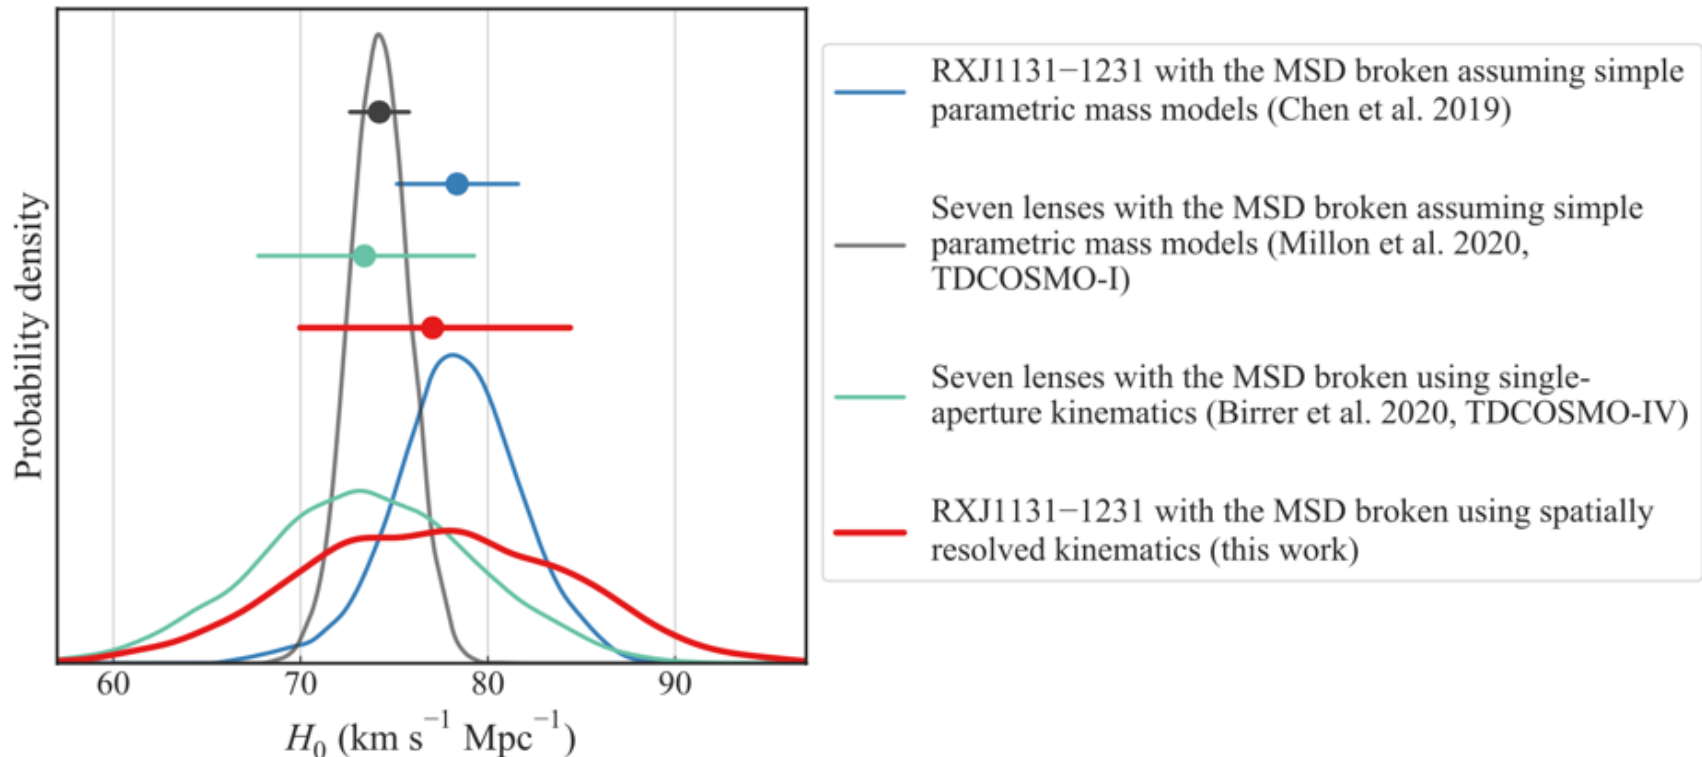 Probability density
60 70 80 90
H₀ (km s⁻¹ Mpc⁻¹)
RXJ1131−1231 with the MSD broken assuming simple
parametric mass models (Chen et al. 2019)
Seven lenses with the MSD broken assuming simple
parametric mass models (Millon et al. 2020,
TDCOSMO-I)
Seven lenses with the MSD broken using single-
aperture kinematics (Birrer et al. 2020, TDCOSMO-IV)
RXJ1131−1231 with the MSD broken using spatially
resolved kinematics (this work)